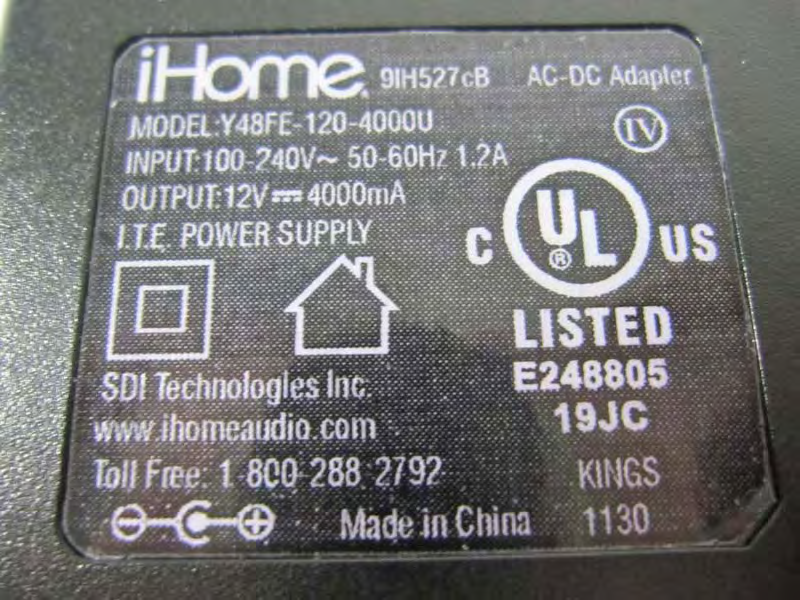 iHome 9IH527cB AC-DC Adapter
MODEL:Y48FE-120-4000U
IV
INPUT:100-240V~ 50-60Hz 1.2A
OUTPUT:12V⎓4000mA
I.T.E. POWER SUPPLY
C UL® US
LISTED
E248805
19JC
SDI Technologies Inc.
www.ihomeaudio.com
Toll Free: 1-800-288-2792
KINGS
Made in China 1130